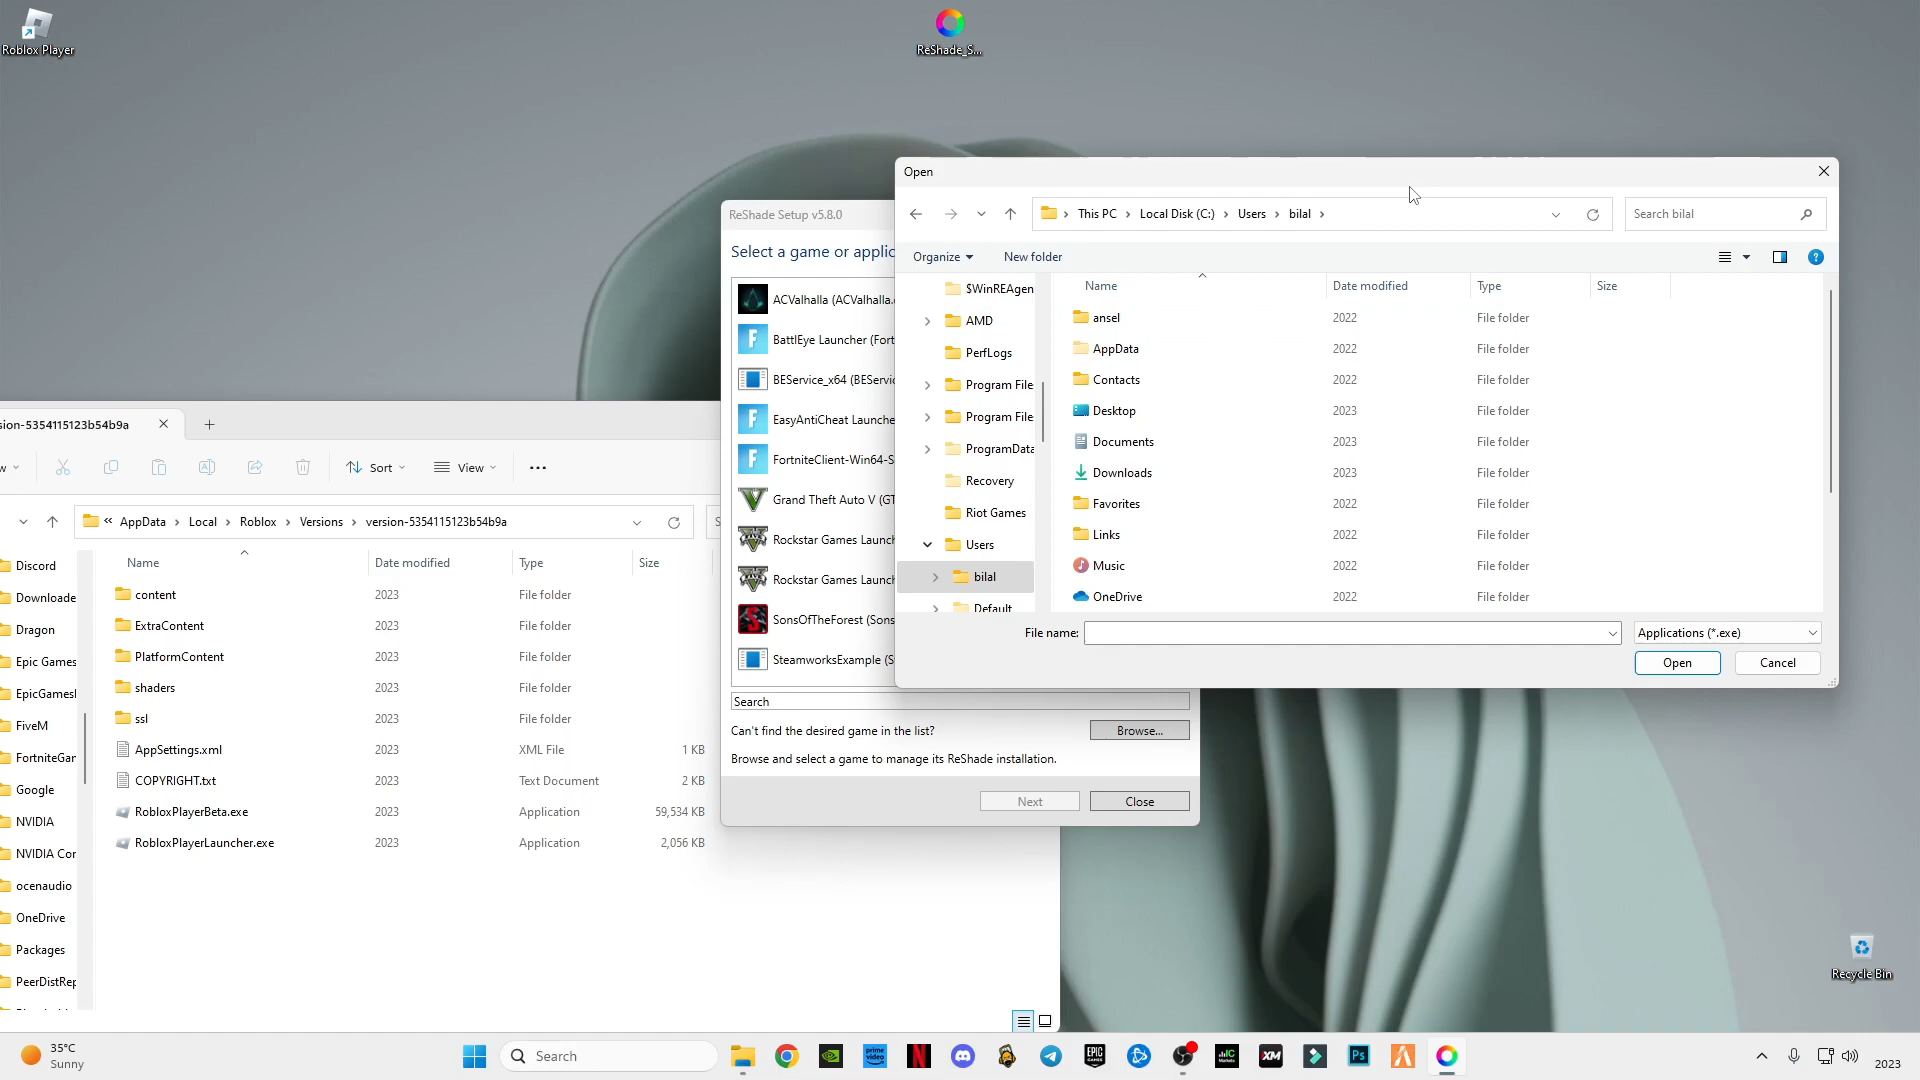 Roblox Player
ReShade_S...
Open
This PC > Local Disk (C:) > Users > bilal >
Search bilal
Organize
New folder
Name
Date modified
Type
Size
$WinREAgen
AMD
PerfLogs
Program File
Program File
ProgramData
Recovery
Riot Games
Users
bilal
Default
ansel 2022 File folder
AppData 2022 File folder
Contacts 2022 File folder
Desktop 2023 File folder
Documents 2023 File folder
Downloads 2023 File folder
Favorites 2022 File folder
Links 2022 File folder
Music 2022 File folder
OneDrive 2022 File folder
File name:
Applications (*.exe)
Open
Cancel
ReShade Setup v5.8.0
Select a game or applic
ACValhalla (ACValhalla.
BattlEye Launcher (Fort
BEService_x64 (BEServic
EasyAntiCheat Launche
FortniteClient-Win64-S
Grand Theft Auto V (GT
Rockstar Games Launch
Rockstar Games Launch
SonsOfTheForest (Sons
SteamworksExample (S
Search
Can't find the desired game in the list?
Browse...
Browse and select a game to manage its ReShade installation.
Next
Close
sion-5354115123b54b9a
Sort
View
« AppData > Local > Roblox > Versions > version-5354115123b54b9a
Name
Date modified
Type
Size
Discord
Downloade
Dragon
Epic Games
EpicGamesl
FiveM
FortniteGar
Google
NVIDIA
NVIDIA Cor
ocenaudio
OneDrive
Packages
PeerDistRep
content 2023 File folder
ExtraContent 2023 File folder
PlatformContent 2023 File folder
shaders 2023 File folder
ssl 2023 File folder
AppSettings.xml 2023 XML File 1 KB
COPYRIGHT.txt 2023 Text Document 2 KB
RobloxPlayerBeta.exe 2023 Application 59,534 KB
RobloxPlayerLauncher.exe 2023 Application 2,056 KB
Recycle Bin
35°C
Sunny
Search
prime video
EPIC GAMES
XM
Ps
2023